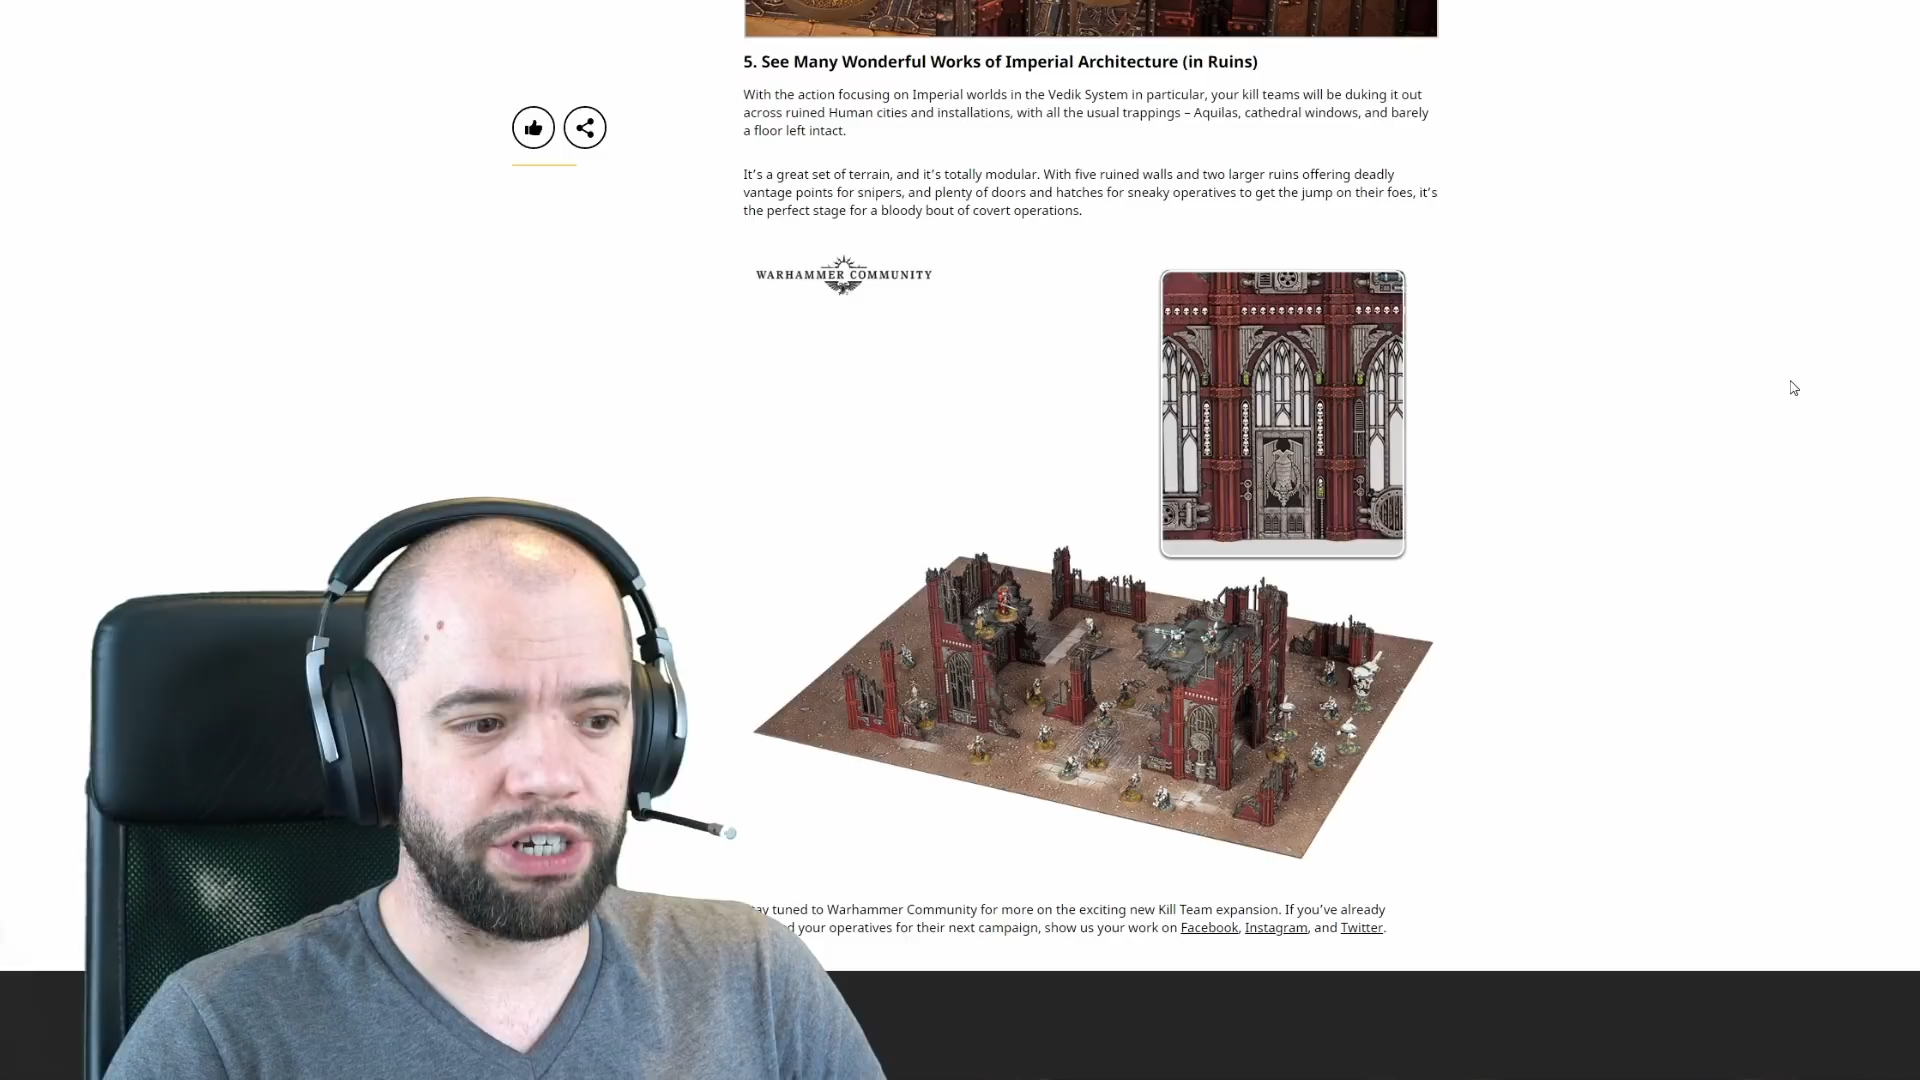 5. See Many Wonderful Works of Imperial Architecture (in Ruins)
With the action focusing on Imperial worlds in the Vedik System in particular, your kill teams will be duking it out
across ruined Human cities and installations, with all the usual trappings – Aquilas, cathedral windows, and barely
a floor left intact.
It's a great set of terrain, and it's totally modular. With five ruined walls and two larger ruins offering deadly
vantage points for snipers, and plenty of doors and hatches for sneaky operatives to get the jump on their foes, it's
the perfect stage for a bloody bout of covert operations.
WARHAMMER COMMUNITY
tuned to Warhammer Community for more on the exciting new Kill Team expansion. If you've already
your operatives for their next campaign, show us your work on Facebook, Instagram, and Twitter.